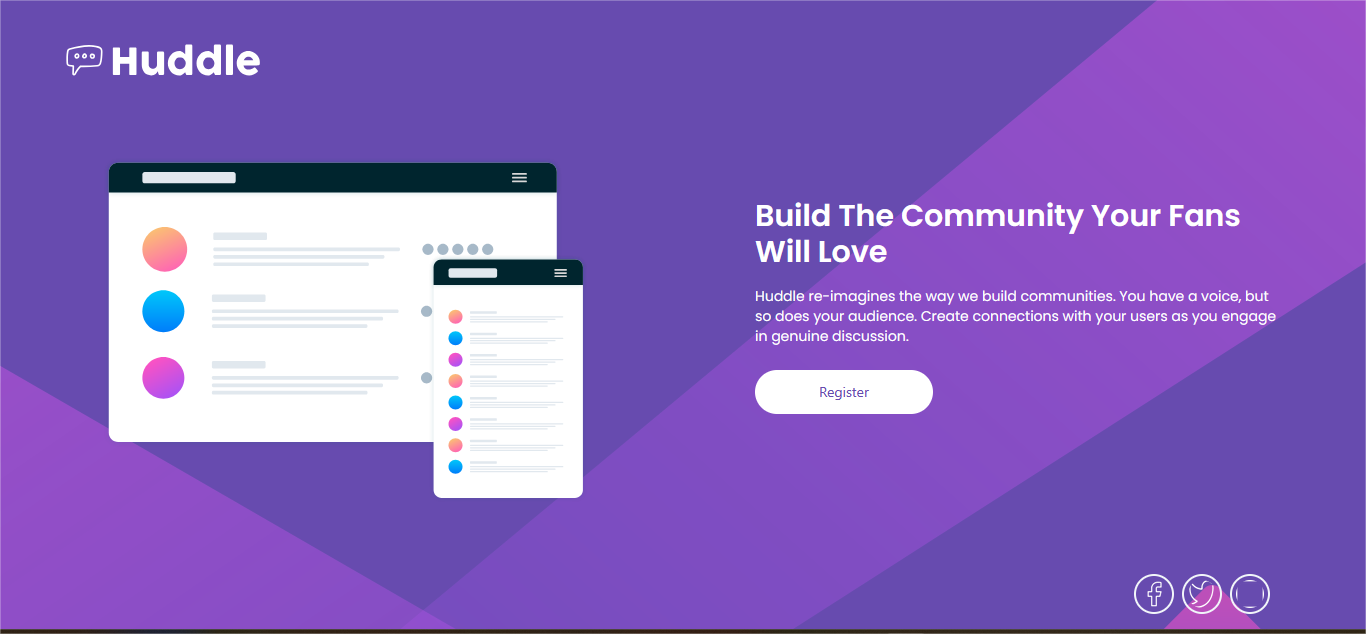 Huddle
Build The Community Your Fans
Will Love
Huddle re-imagines the way we build communities. You have a voice, but
so does your audience. Create connections with your users as you engage
in genuine discussion.
Register